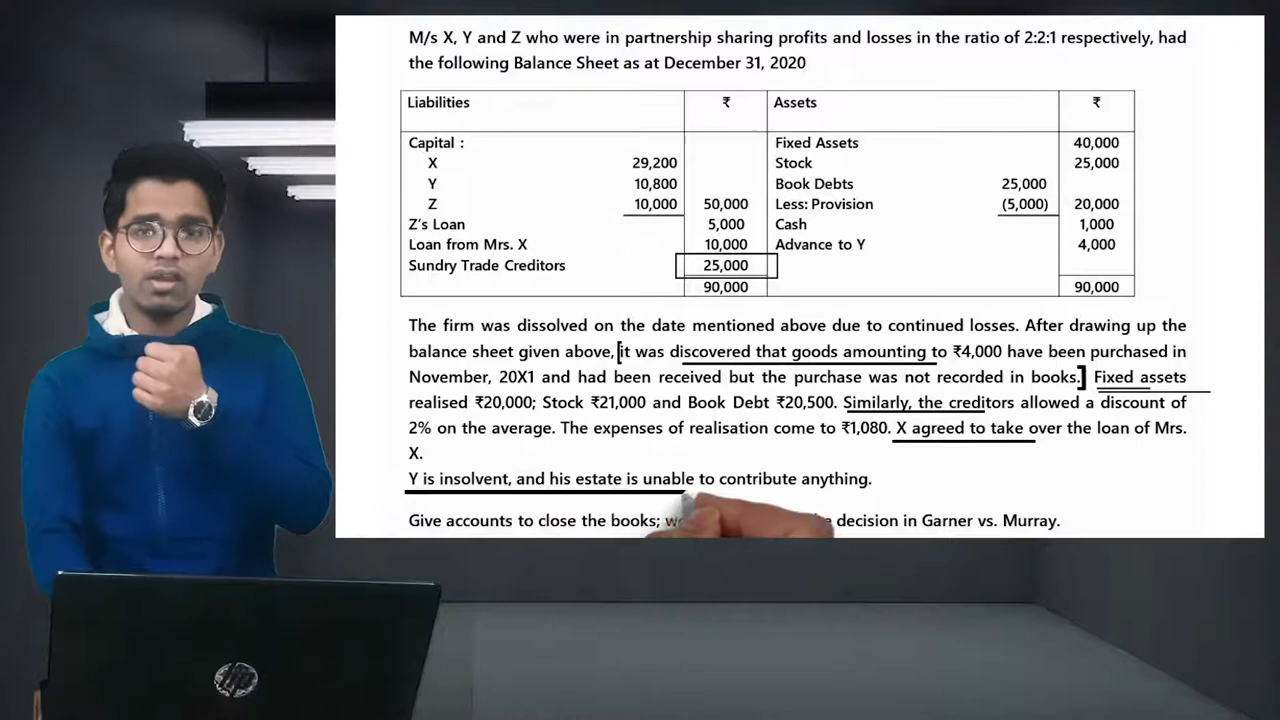 M/s X, Y and Z who were in partnership sharing profits and losses in the ratio of 2:2:1 respectively, had
the following Balance Sheet as at December 31, 2020
Liabilities ₹ Assets ₹
Capital : Fixed Assets 40,000
X 29,200 Stock 25,000
Y 10,800 Book Debts 25,000
Z 10,000 50,000 Less: Provision (5,000) 20,000
Z's Loan 5,000 Cash 1,000
Loan from Mrs. X 10,000 Advance to Y 4,000
Sundry Trade Creditors 25,000
90,000 90,000
The firm was dissolved on the date mentioned above due to continued losses. After drawing up the
balance sheet given above, it was discovered that goods amounting to ₹4,000 have been purchased in
November, 20X1 and had been received but the purchase was not recorded in books. Fixed assets
realised ₹20,000; Stock ₹21,000 and Book Debt ₹20,500. Similarly, the creditors allowed a discount of
2% on the average. The expenses of realisation come to ₹1,080. X agreed to take over the loan of Mrs.
X.
Y is insolvent, and his estate is unable to contribute anything.
Give accounts to close the books; decision in Garner vs. Murray.
hp